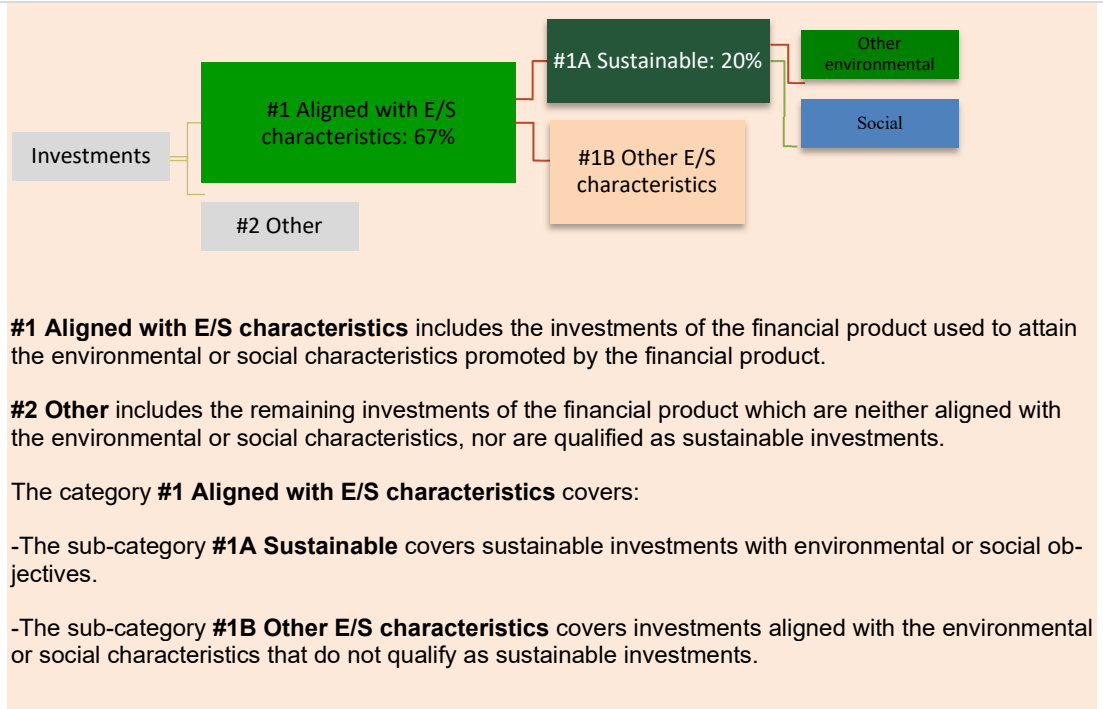 Investments
#1 Aligned with E/S
characteristics: 67%
#2 Other
#1A Sustainable: 20%
#1B Other E/S
characteristics
Other
environmental
Social
#1 Aligned with E/S characteristics includes the investments of the financial product used to attain
the environmental or social characteristics promoted by the financial product.
#2 Other includes the remaining investments of the financial product which are neither aligned with
the environmental or social characteristics, nor are qualified as sustainable investments.
The category #1 Aligned with E/S characteristics covers:
-The sub-category #1A Sustainable covers sustainable investments with environmental or social ob-
jectives.
-The sub-category #1B Other E/S characteristics covers investments aligned with the environmental
or social characteristics that do not qualify as sustainable investments.